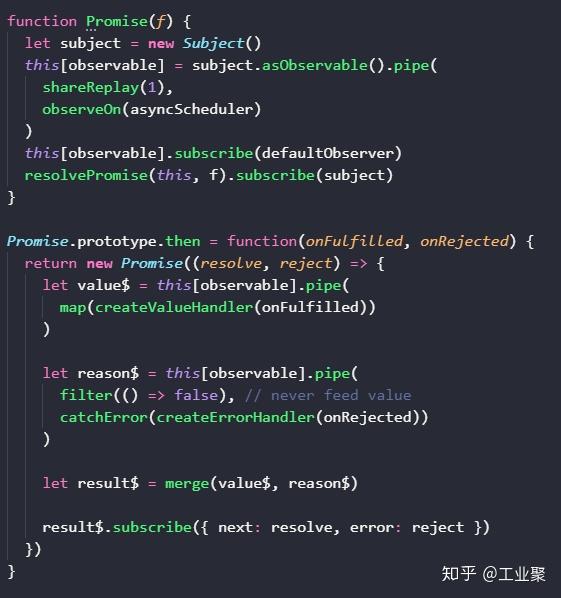 function Promise(f) {
  let subject = new Subject()
  this[observable] = subject.asObservable().pipe(
    shareReplay(1),
    observeOn(asyncScheduler)
  )
  this[observable].subscribe(defaultObserver)
  resolvePromise(this, f).subscribe(subject)
}

Promise.prototype.then = function(onFulfilled, onRejected) {
  return new Promise((resolve, reject) => {
    let value$ = this[observable].pipe(
      map(createValueHandler(onFulfilled))
    )

    let reason$ = this[observable].pipe(
      filter(() => false), // never feed value
      catchError(createErrorHandler(onRejected))
    )

    let result$ = merge(value$, reason$)

    result$.subscribe({ next: resolve, error: reject })
  })
}
知乎 @工业聚